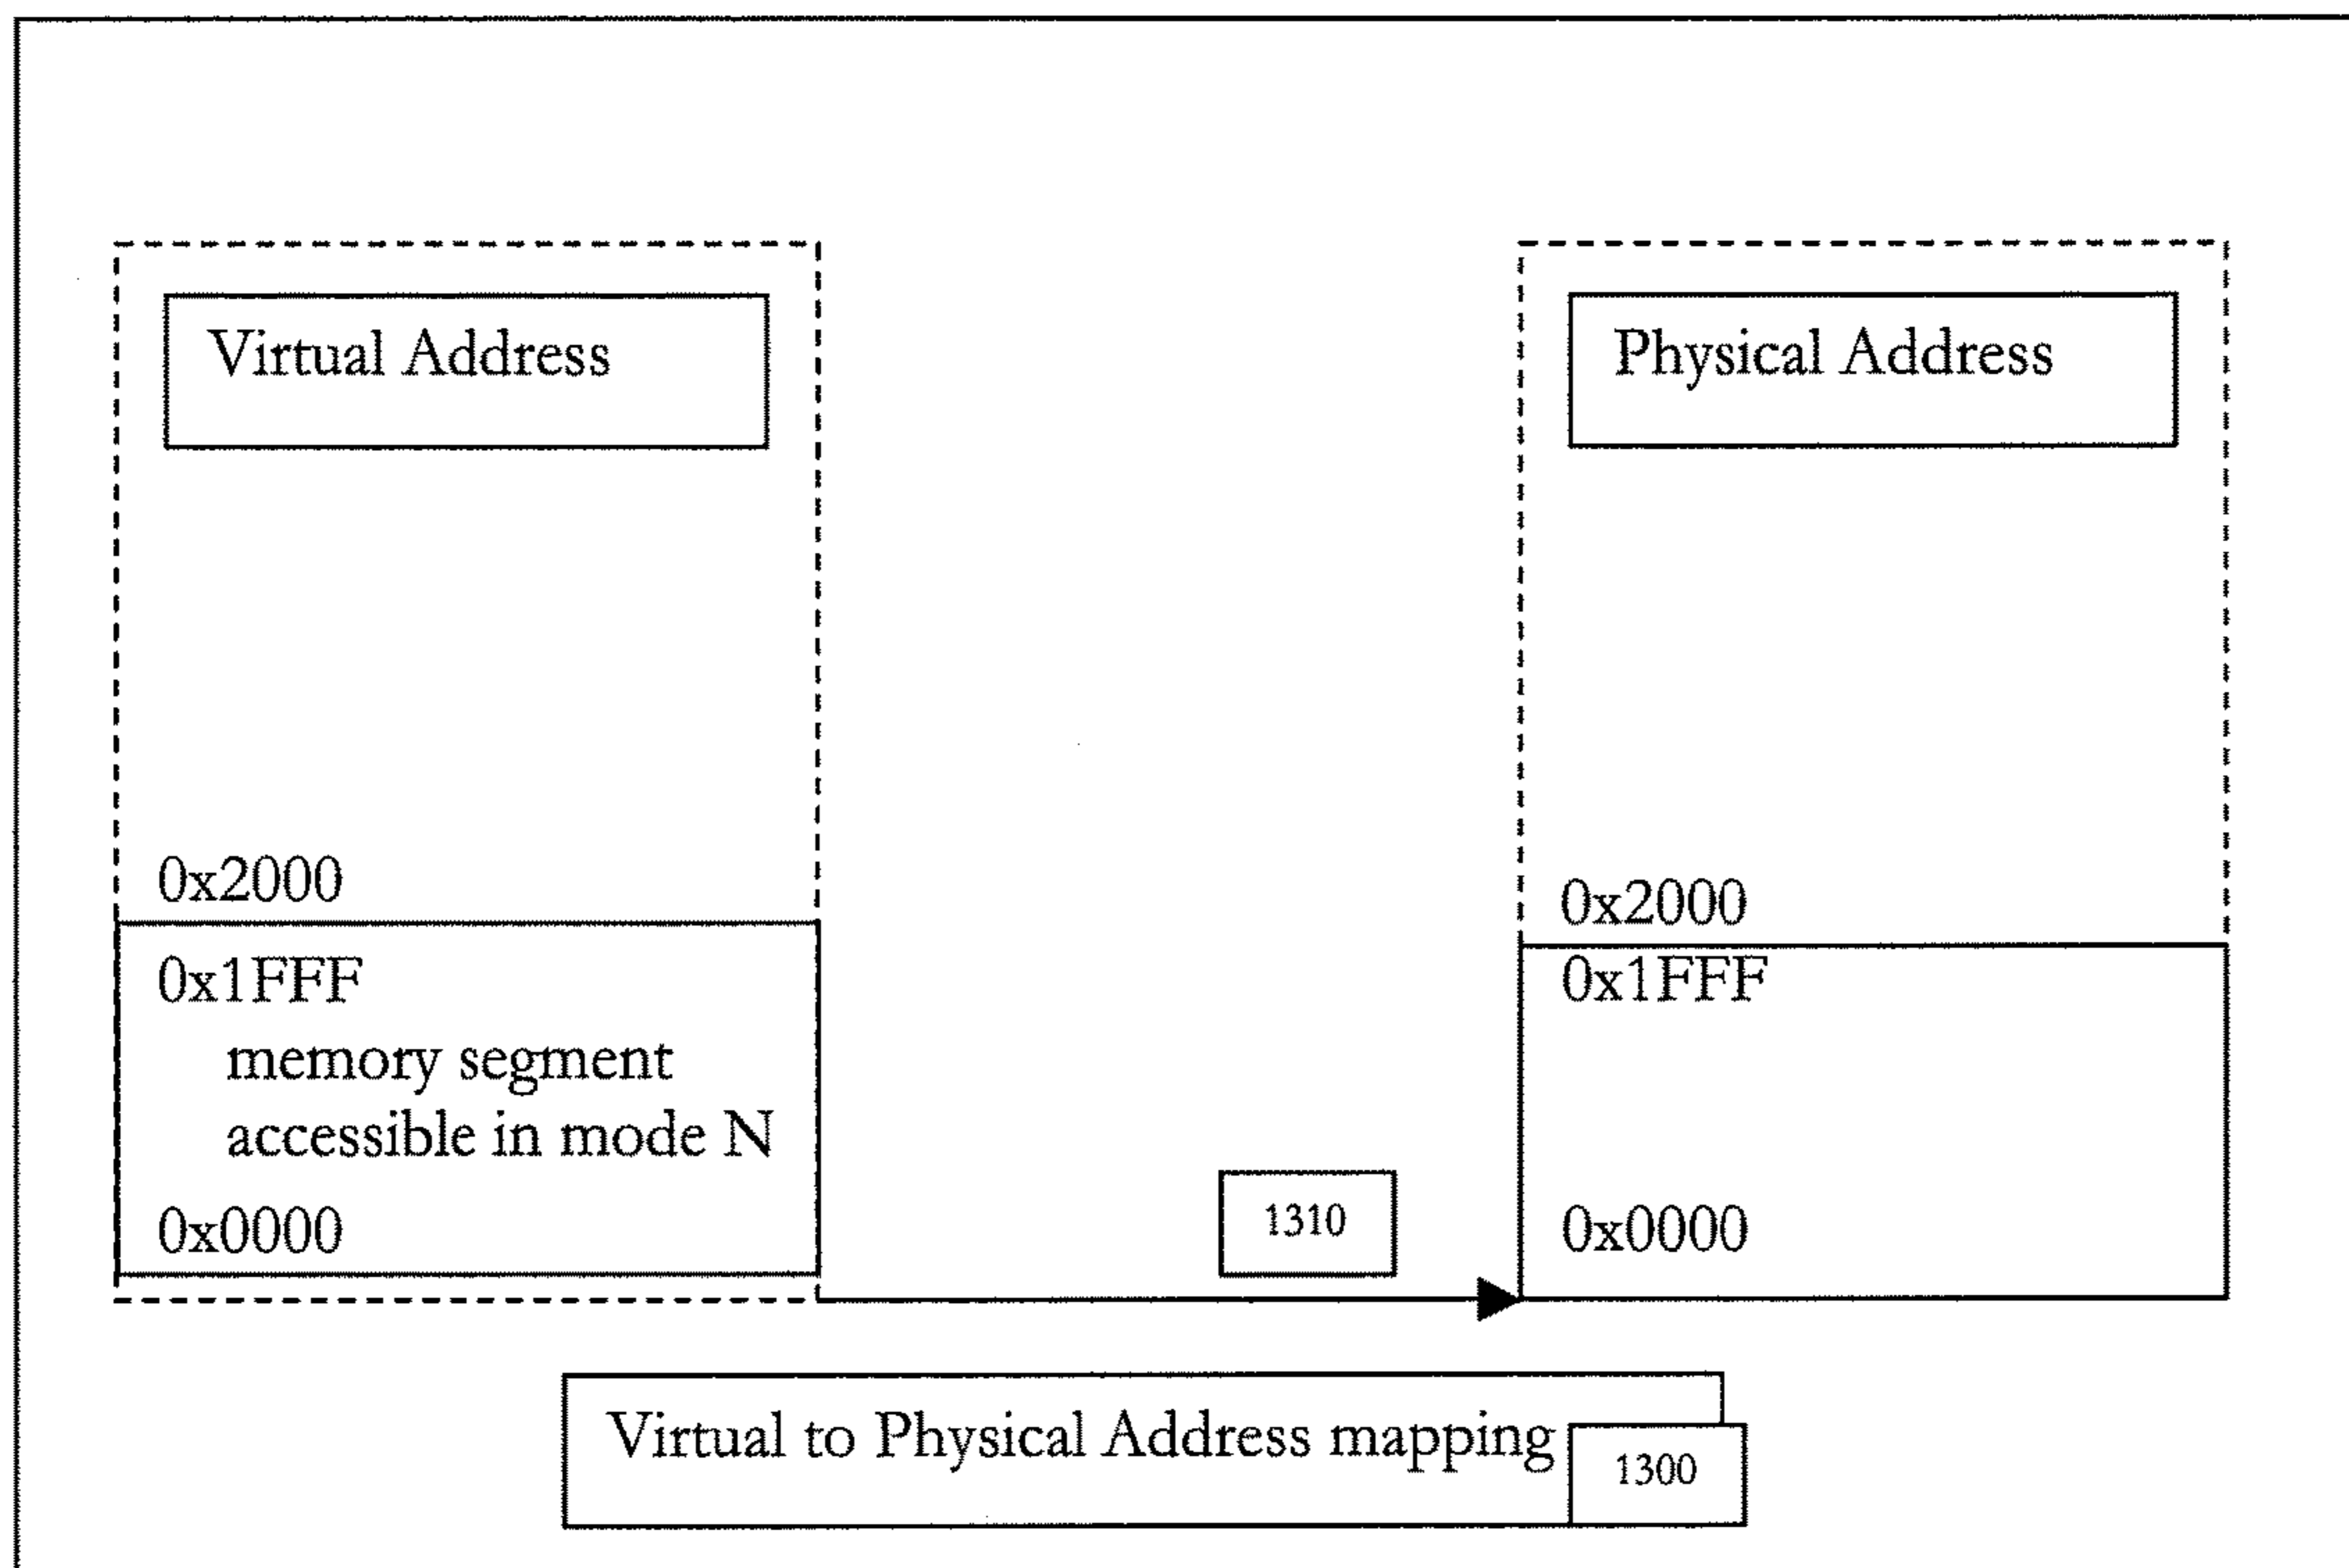 Virtual Address
Physical Address
0x2000
0x2000
0x1FFF
0x1FFF
memory segment
accessible in mode N
0x0000
1310
0x0000
Virtual to Physical Address mapping
1300